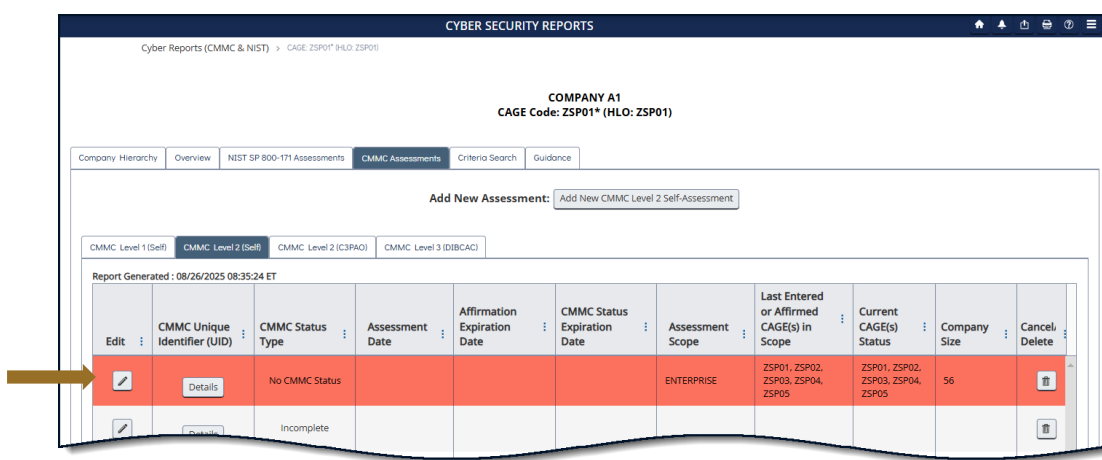 CYBER SECURITY REPORTS
Cyber Reports (CMMC & NIST) > CAGE: ZSP01* (HLO: ZSP01)
COMPANY A1
CAGE Code: ZSP01* (HLO: ZSP01)
Company Hierarchy Overview NIST SP 800-171 Assessments CMMC Assessments Criteria Search Guidance
Add New Assessment: Add New CMMC Level 2 Self-Assessment
CMMC Level 1 (Self) CMMC Level 2 (Self) CMMC Level 2 (C3PAO) CMMC Level 3 (DIBCAC)
Report Generated : 08/26/2025 08:35:24 ET
Edit
CMMC Unique
Identifier (UID)
CMMC Status
Type
Assessment
Date
Affirmation
Expiration
Date
CMMC Status
Expiration
Date
Assessment
Scope
Last Entered
or Affirmed
CAGE(s) in
Scope
Current
CAGE(s)
Status
Company
Size
Cancel/
Delete
Details
No CMMC Status
ENTERPRISE
ZSP01, ZSP02,
ZSP03, ZSP04,
ZSP05
ZSP01, ZSP02,
ZSP03, ZSP04,
ZSP05
56
Details
Incomplete